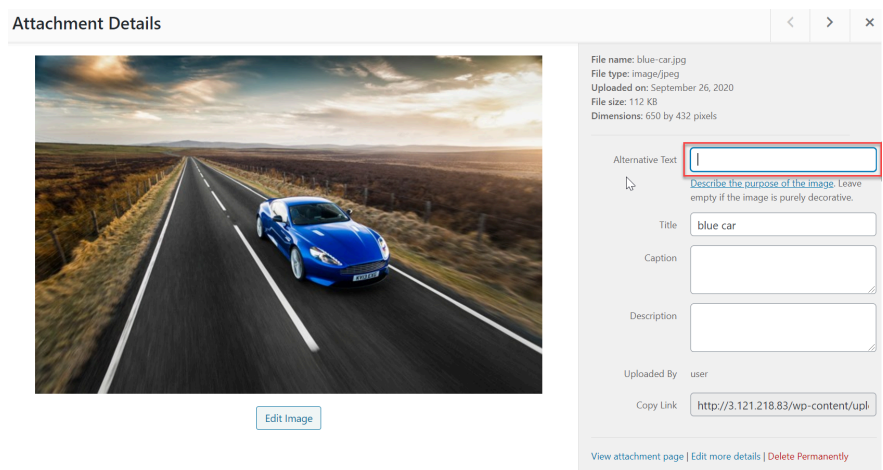 Attachment Details
File name: blue-car.jpg
File type: image/jpeg
Uploaded on: September 26, 2020
File size: 112 KB
Dimensions: 650 by 432 pixels
Alternative Text
Describe the purpose of the image. Leave
empty if the image is purely decorative.
Title blue car
Caption
Description
Uploaded By user
Copy Link http://3.121.218.83/wp-content/upl
Edit Image
View attachment page | Edit more details | Delete Permanently